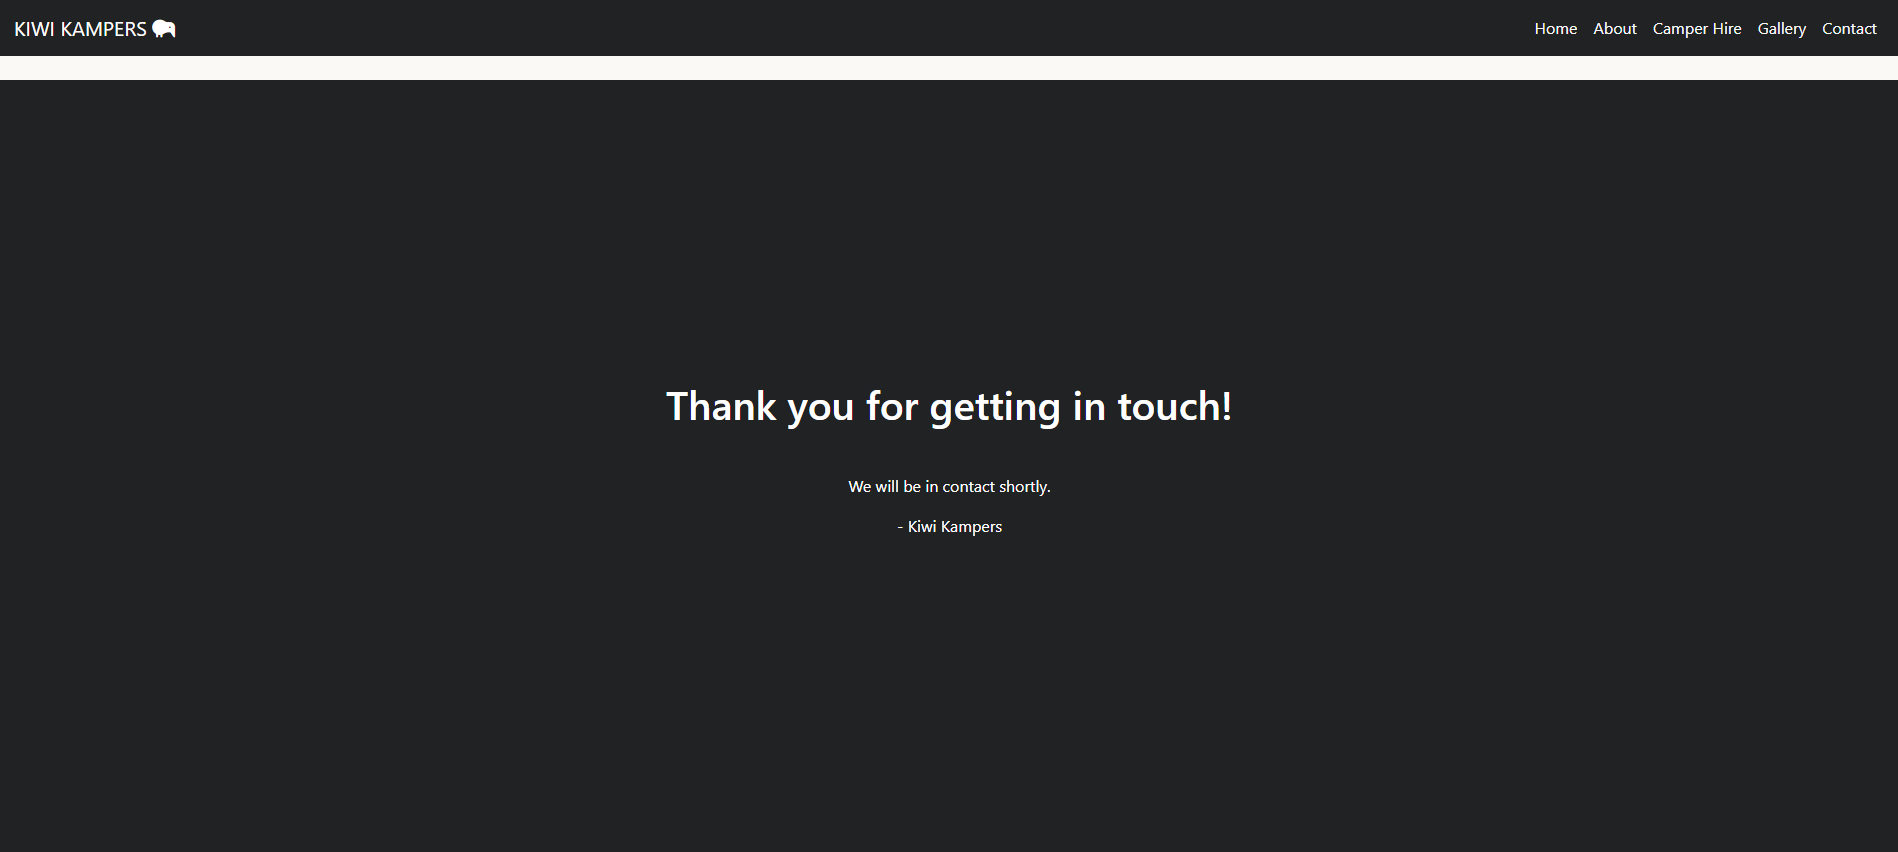 KIWI KAMPERS
Home About Camper Hire Gallery Contact
Thank you for getting in touch!
We will be in contact shortly.
- Kiwi Kampers